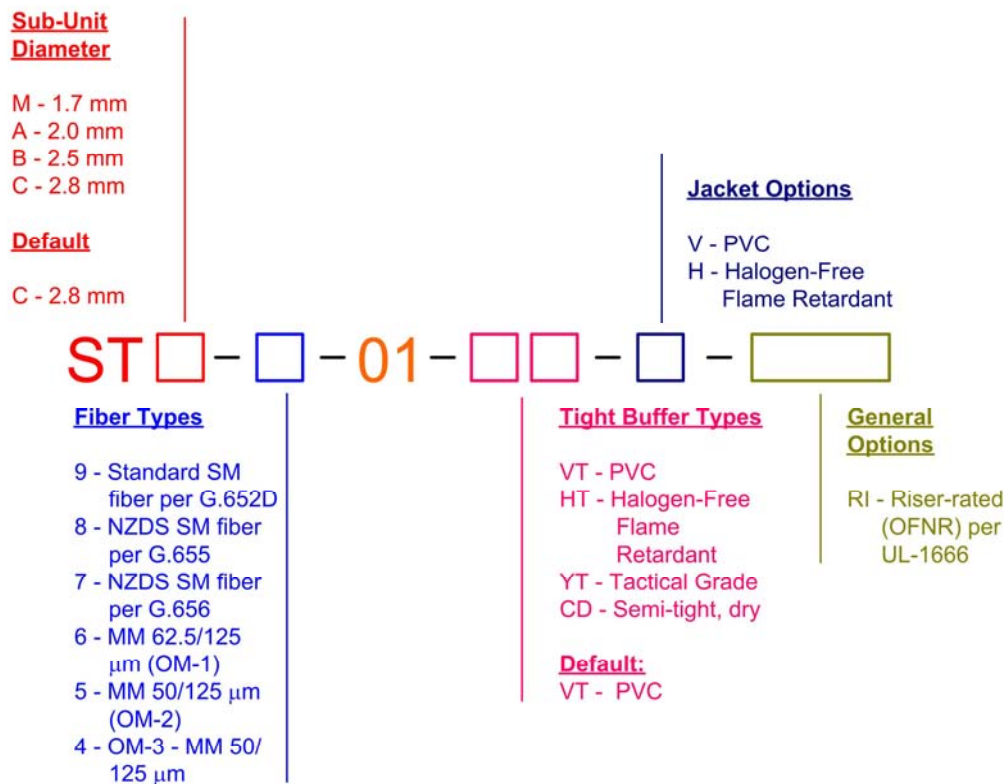 Sub-Unit
Diameter
M - 1.7 mm
A - 2.0 mm
B - 2.5 mm
C - 2.8 mm
Default
C - 2.8 mm
Jacket Options
V - PVC
H - Halogen-Free
Flame Retardant
ST - - 01 - - -
Fiber Types
9 - Standard SM
fiber per G.652D
8 - NZDS SM fiber
per G.655
7 - NZDS SM fiber
per G.656
6 - MM 62.5/125
μm (OM-1)
5 - MM 50/125 μm
(OM-2)
4 - OM-3 - MM 50/
125 μm
Tight Buffer Types
VT - PVC
HT - Halogen-Free
Flame
Retardant
YT - Tactical Grade
CD - Semi-tight, dry
Default:
VT - PVC
General
Options
RI - Riser-rated
(OFNR) per
UL-1666